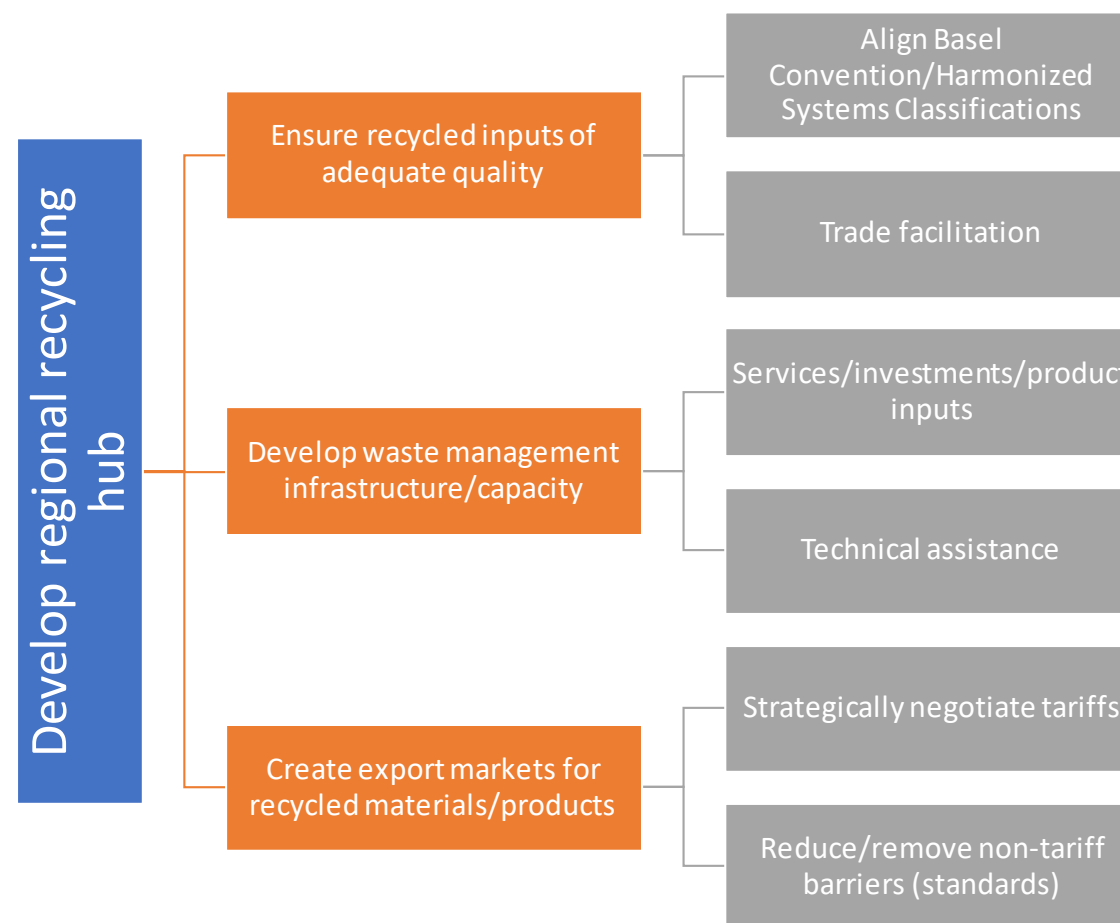 Develop regional recycling
hub
Ensure recycled inputs of
adequate quality
Align Basel
Convention/Harmonized
Systems Classifications
Trade facilitation
Develop waste management
infrastructure/capacity
Services/investments/product
inputs
Technical assistance
Create export markets for
recycled materials/products
Strategically negotiate tariffs
Reduce/remove non-tariff
barriers (standards)